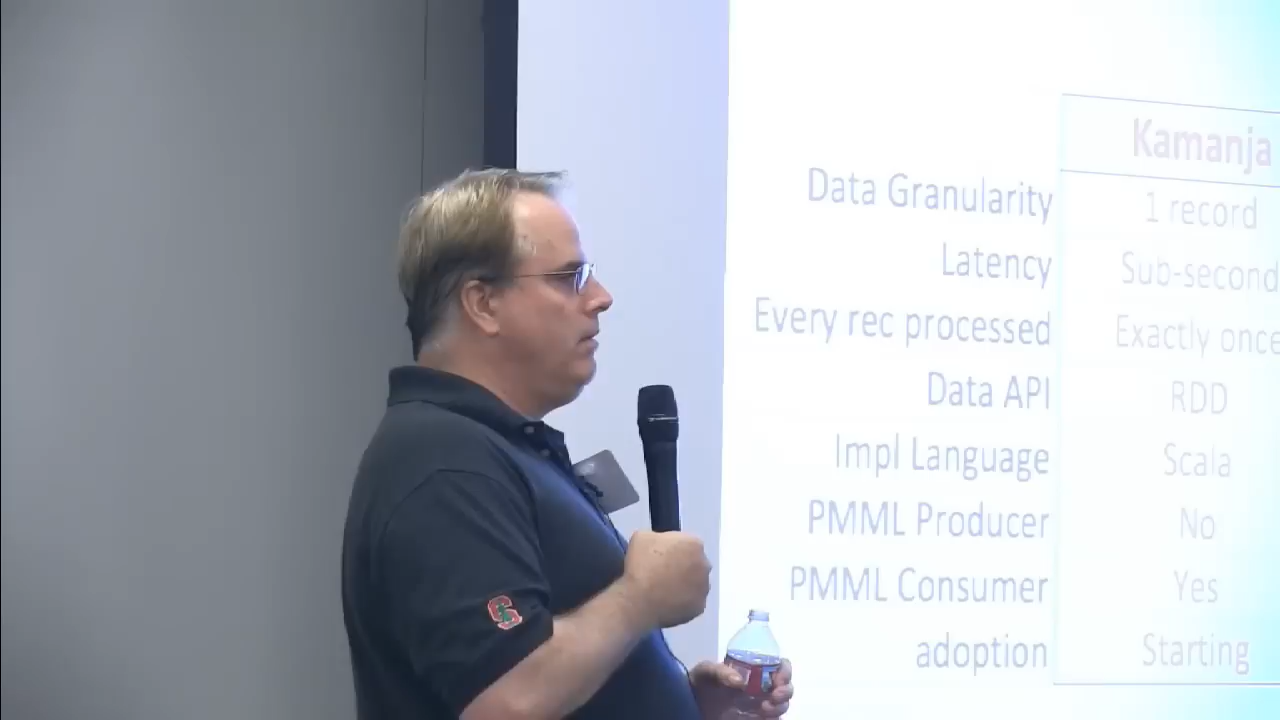 Kamanja
Data Granularity 1 record
Latency Sub-second
Every rec processed Exactly once
Data API RDD
Impl Language Scala
PMML Producer No
PMML Consumer Yes
adoption Starting